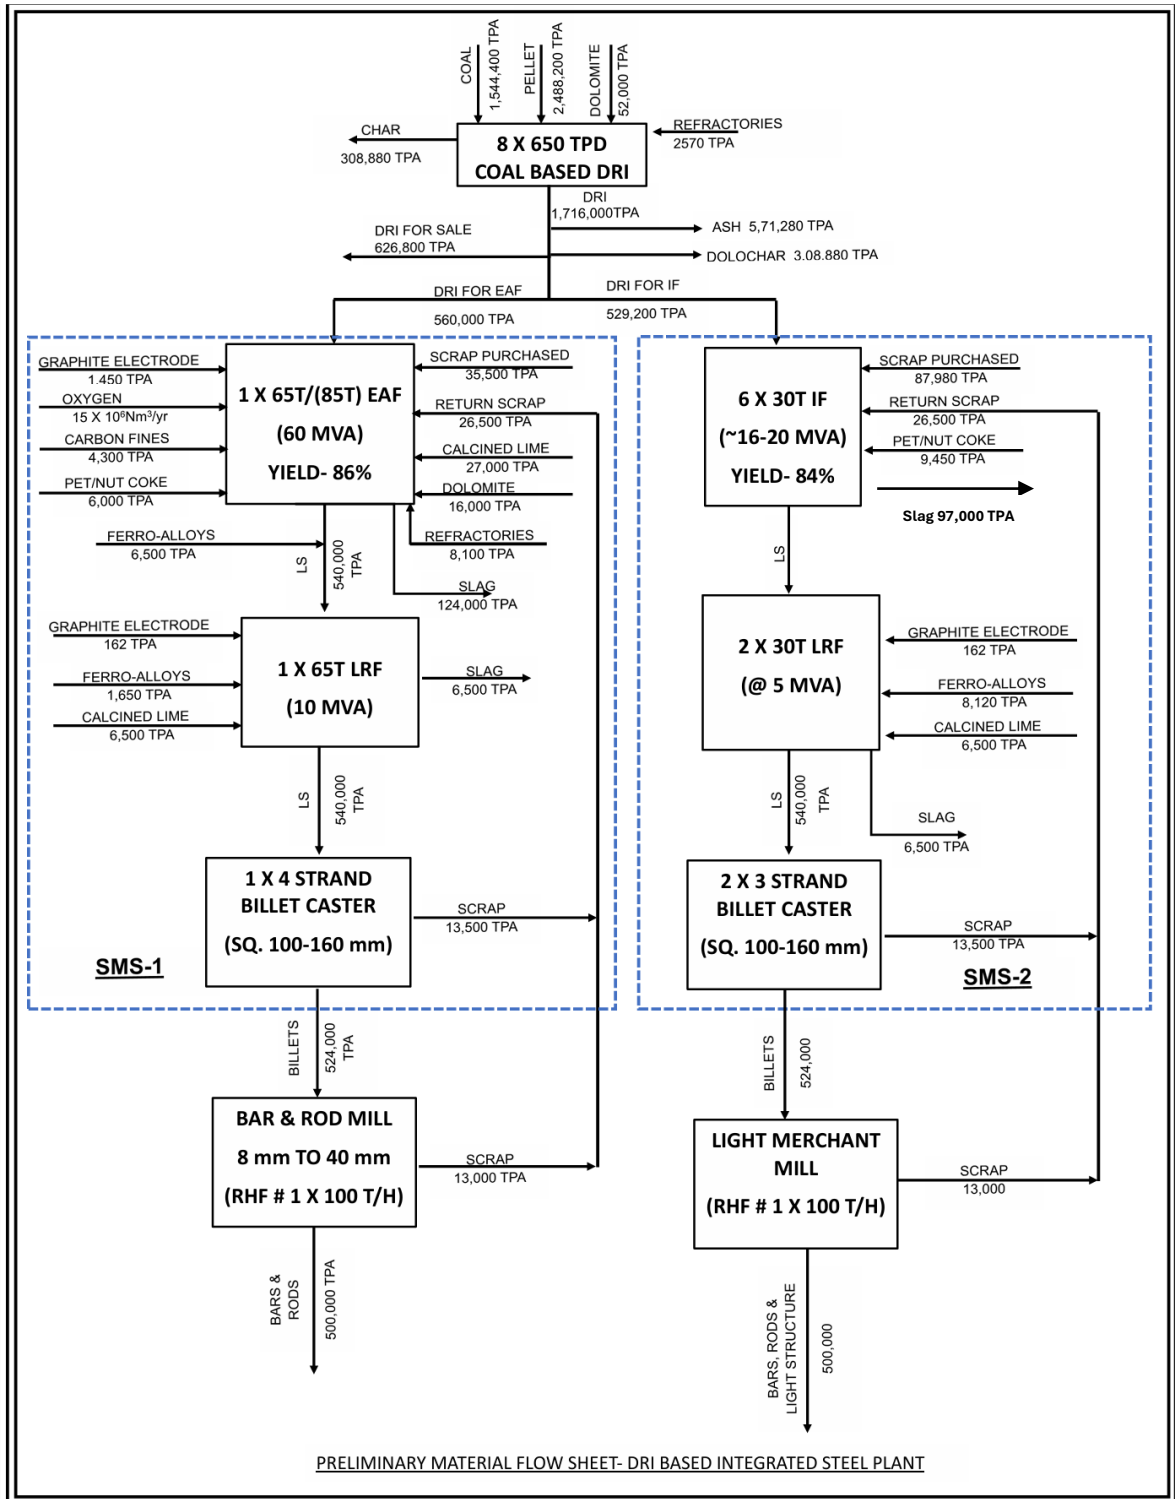 COAL
1,544,400 TPA
PELLET
2,488,200 TPA
DOLOMITE
52,000 TPA
CHAR
308,880 TPA
8 X 650 TPD
COAL BASED DRI
REFRACTORIES
2570 TPA
DRI
1,716,000TPA
DRI FOR SALE
626,800 TPA
ASH 5,71,280 TPA
DOLOCHAR 3.08.880 TPA
DRI FOR EAF
560,000 TPA
DRI FOR IF
529,200 TPA
GRAPHITE ELECTRODE
1,450 TPA
OXYGEN
15 X 10⁶Nm³/yr
CARBON FINES
4,300 TPA
PET/NUT COKE
6,000 TPA
1 X 65T/(85T) EAF
(60 MVA)
YIELD- 86%
SCRAP PURCHASED
35,500 TPA
RETURN SCRAP
26,500 TPA
CALCINED LIME
27,000 TPA
DOLOMITE
16,000 TPA
FERRO-ALLOYS
6,500 TPA
LS
540,000
TPA
REFRACTORIES
8,100 TPA
SLAG
124,000 TPA
GRAPHITE ELECTRODE
162 TPA
FERRO-ALLOYS
1,650 TPA
CALCINED LIME
6,500 TPA
1 X 65T LRF
(10 MVA)
SLAG
6,500 TPA
LS
540,000
TPA
1 X 4 STRAND
BILLET CASTER
(SQ. 100-160 mm)
SCRAP
13,500 TPA
SMS-1
BILLETS
524,000
TPA
BAR & ROD MILL
8 mm TO 40 mm
(RHF # 1 X 100 T/H)
SCRAP
13,000 TPA
BARS &
RODS
500,000 TPA
6 X 30T IF
(~16-20 MVA)
YIELD- 84%
SCRAP PURCHASED
87,980 TPA
RETURN SCRAP
26,500 TPA
PET/NUT COKE
9,450 TPA
Slag 97,000 TPA
LS
2 X 30T LRF
(@ 5 MVA)
GRAPHITE ELECTRODE
162 TPA
FERRO-ALLOYS
8,120 TPA
CALCINED LIME
6,500 TPA
LS
540,000
TPA
SLAG
6,500 TPA
2 X 3 STRAND
BILLET CASTER
(SQ. 100-160 mm)
SCRAP
13,500 TPA
SMS-2
BILLETS
524,000
LIGHT MERCHANT
MILL
(RHF # 1 X 100 T/H)
SCRAP
13,000
BARS, RODS &
LIGHT STRUCTURE
500,000
PRELIMINARY MATERIAL FLOW SHEET- DRI BASED INTEGRATED STEEL PLANT